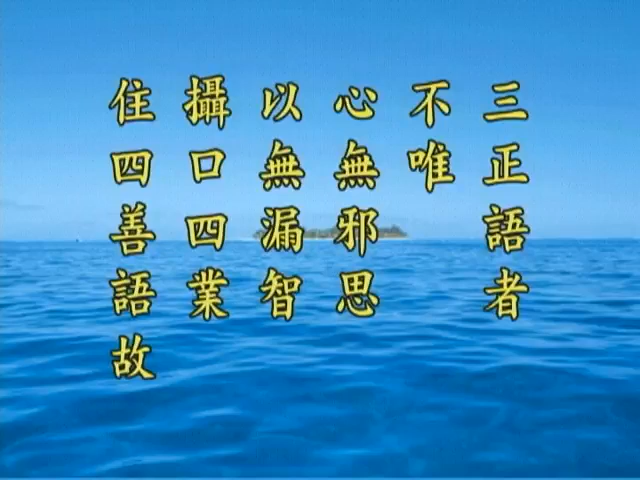 三正語者
不唯
心無邪思
以無漏智
攝口四業
住四善語故